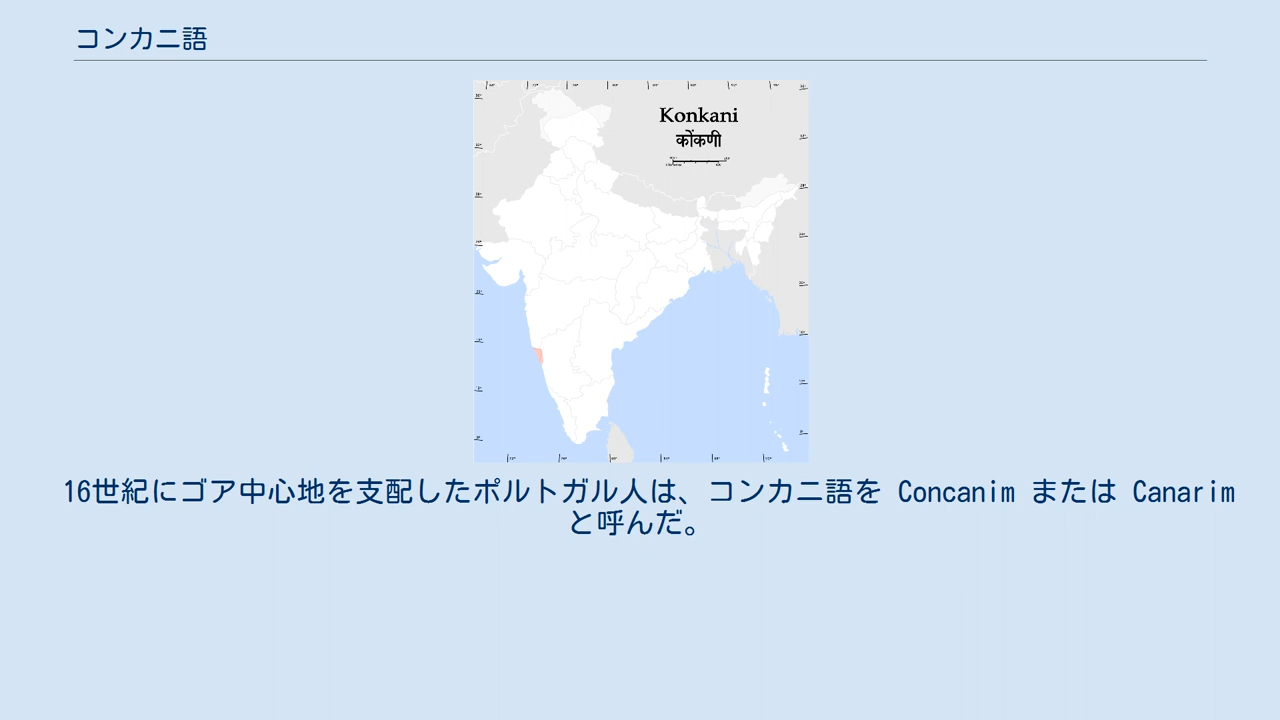 コンカニ語
Konkani
कोंकणी
16世紀にゴア中心地を支配したポルトガル人は、コンカニ語を Concanim または Canarim
と呼んだ。